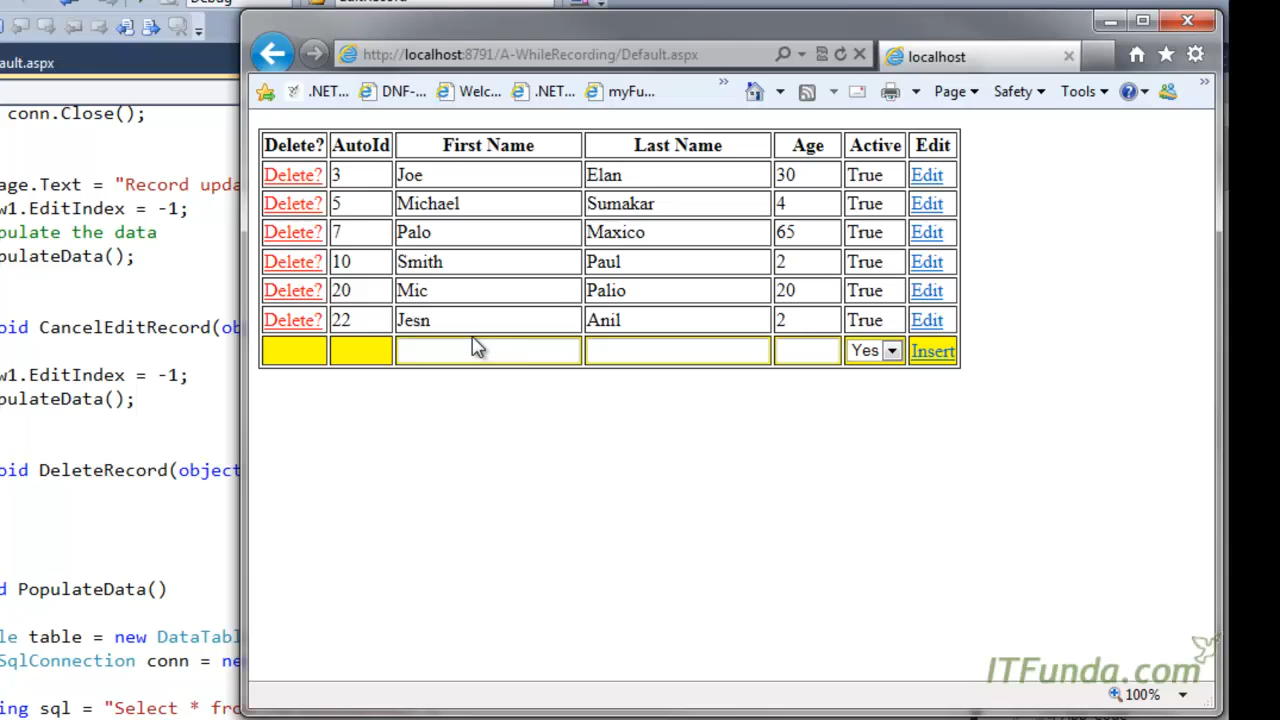 Debug
EditRecord
ault.aspx
conn.Close();
age.Text = "Record upda
w1.EditIndex = -1;
pulate the data
pulateData();
oid CancelEditRecord(ob
w1.EditIndex = -1;
pulateData();
oid DeleteRecord(object
d PopulateData()
le table = new DataTabl
SqlConnection conn = ne
ing sql = "Select * fro
http://localhost:8791/A-WhileRecording/Default.aspx
localhost
.NET... DNF-... Welc... .NET... myFu... Page Safety Tools
Delete? AutoId First Name Last Name Age Active Edit
Delete? 3 Joe Elan 30 True Edit
Delete? 5 Michael Sumakar 4 True Edit
Delete? 7 Palo Maxico 65 True Edit
Delete? 10 Smith Paul 2 True Edit
Delete? 20 Mic Palio 20 True Edit
Delete? 22 Jesn Anil 2 True Edit
Yes Insert
ITFunda.com
100%